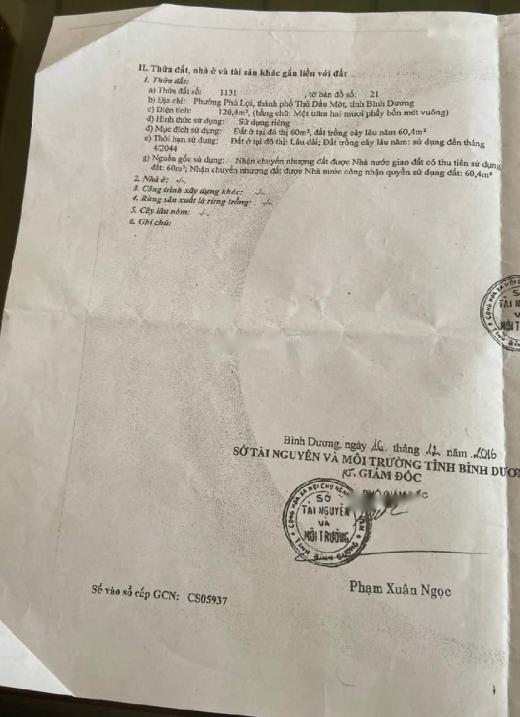 II. Thửa đất, nhà ở và tài sản khác gắn liền với đất
1. Thửa đất:
a) Thửa đất số: 1131 , tờ bản đồ số: 21
b) Địa chỉ: Phường Phú Lợi, thành phố Thủ Dầu Một, tỉnh Bình Dương
c) Diện tích: 120,4m², (bằng chữ: Một trăm hai mươi phẩy bốn mét vuông)
d) Hình thức sử dụng: Sử dụng riêng
đ) Mục đích sử dụng: Đất ở tại đô thị 60m², đất trồng cây lâu năm 60,4m²
e) Thời hạn sử dụng: Đất ở tại đô thị: Lâu dài; Đất trồng cây lâu năm: sử dụng đến tháng
4/2044
g) Nguồn gốc sử dụng: Nhận chuyển nhượng đất được Nhà nước giao đất có thu tiền sử dụng
đất: 60m²; Nhận chuyển nhượng đất được Nhà nước công nhận quyền sử dụng đất: 60,4m²
2. Nhà ở: -/-
3. Công trình xây dựng khác: -/-
4. Rừng sản xuất là rừng trồng: -/-
5. Cây lâu năm: -/-
6. Ghi chú:
SỞ
TÀI NG
V
MÔI TR
Bình Dương, ngày 16 tháng 12 năm 2016
SỞ TÀI NGUYÊN VÀ MÔI TRƯỜNG TỈNH BÌNH DƯƠ
KT. GIÁM ĐỐC
SỞ
TÀI NGUYÊN
VÀ
MÔI TRƯỜNG
Phạm Xuân Ngọc
Số vào sổ cấp GCN: CS05937